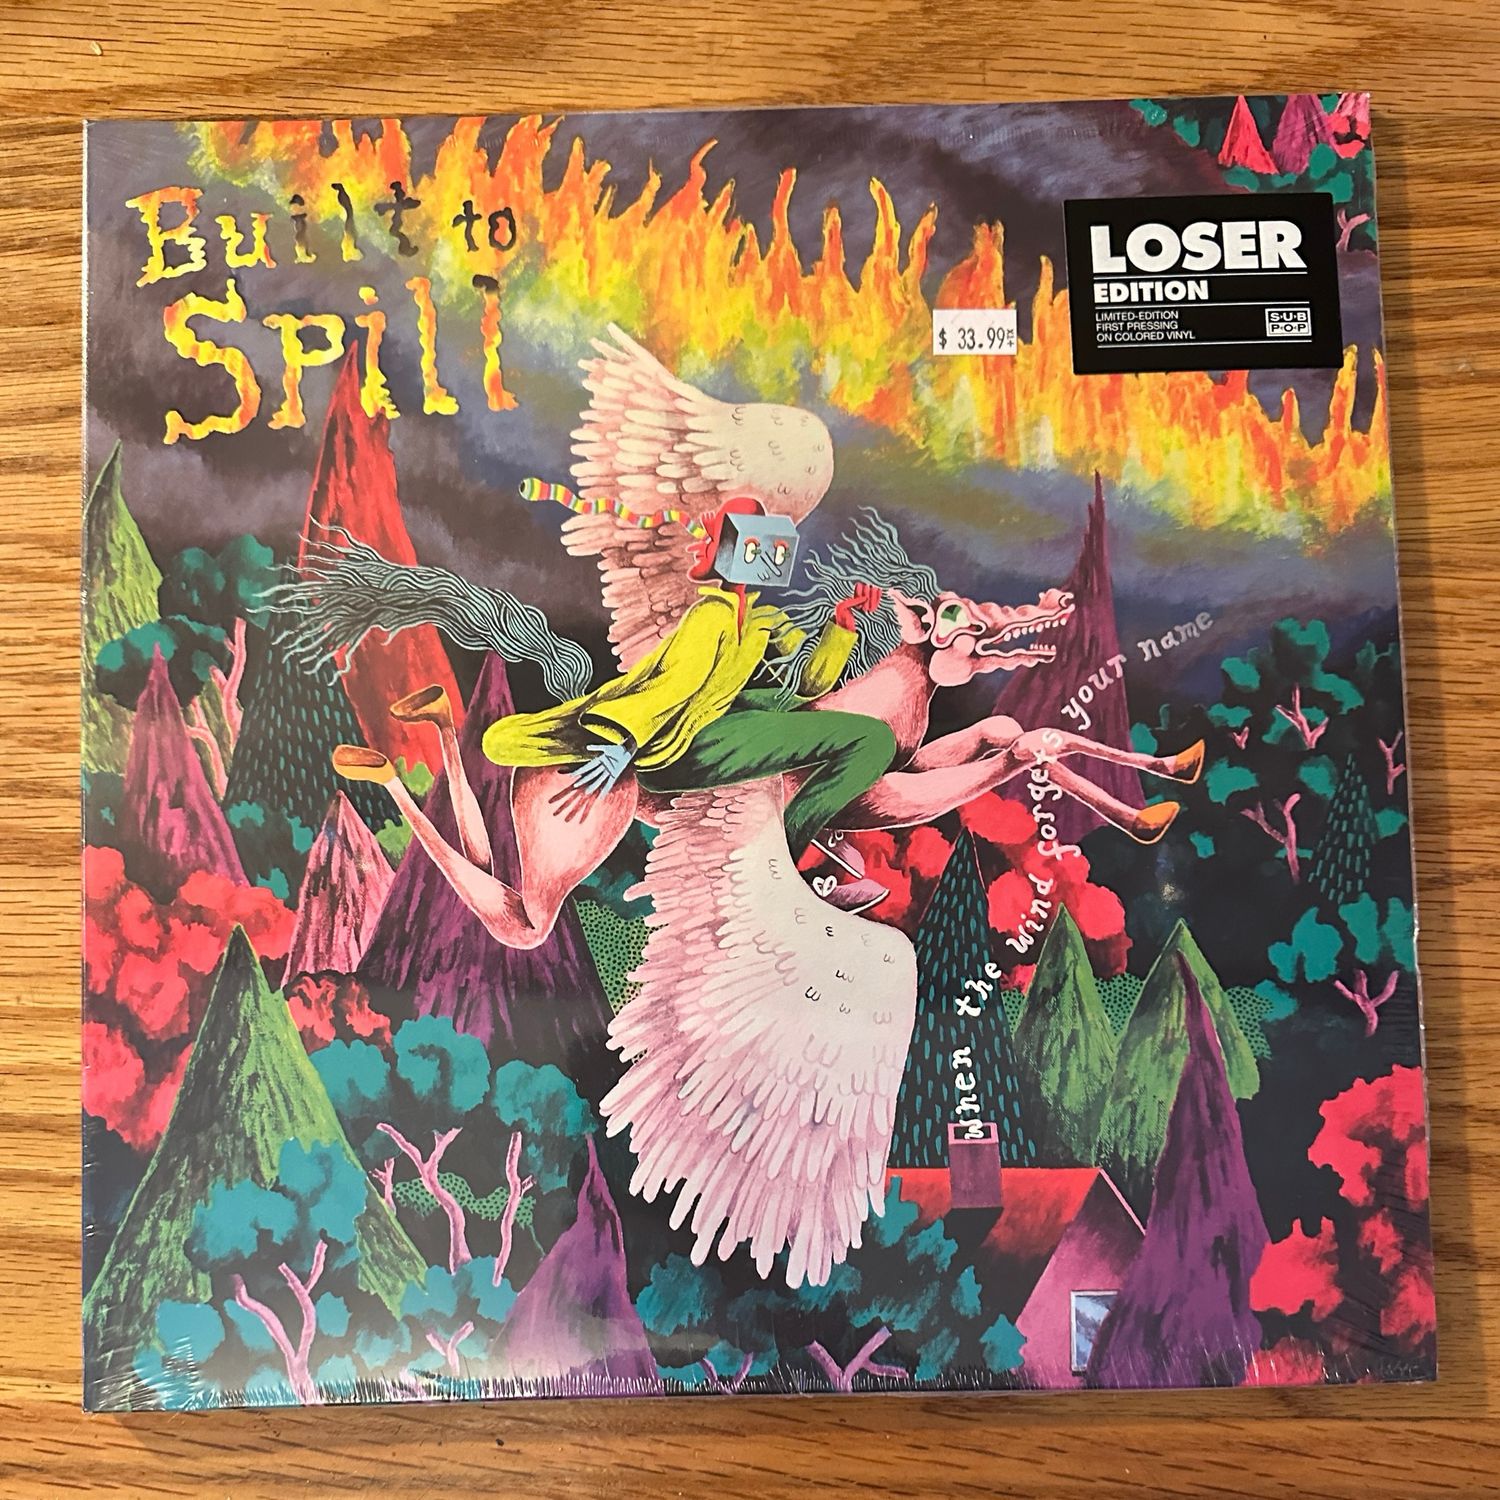 Built to
Spill
LOSER
EDITION
LIMITED-EDITION
FIRST PRESSING
ON COLORED VINYL
SUB
POP
$ 33.99
when the wind forgets your name